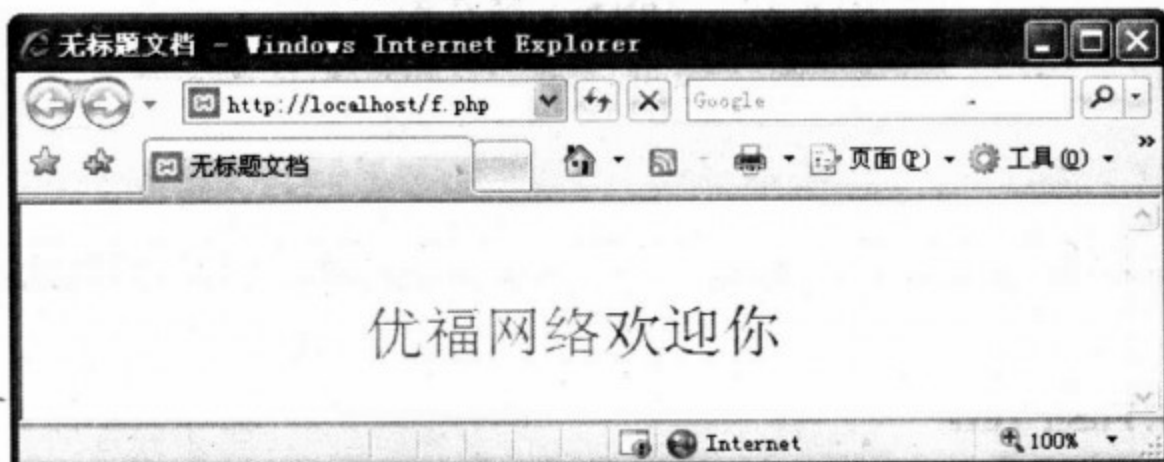 无标题文档 - Windows Internet Explorer
http://localhost/f.php Google
无标题文档 页面(P) 工具(O)
优福网络欢迎你
Internet 100%